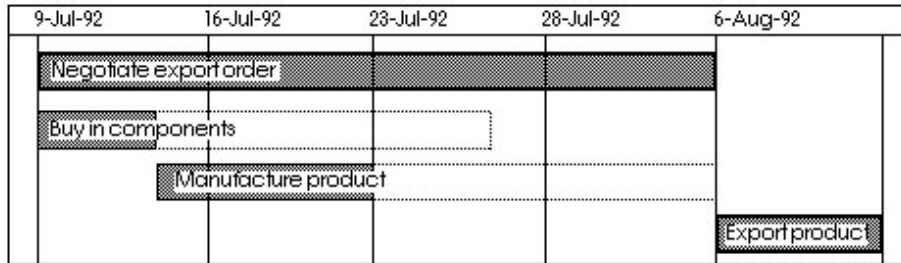 9-Jul-92 16-Jul-92 23-Jul-92 28-Jul-92 6-Aug-92
Negotiate export order
Buy in components
Manufacture product
Export product